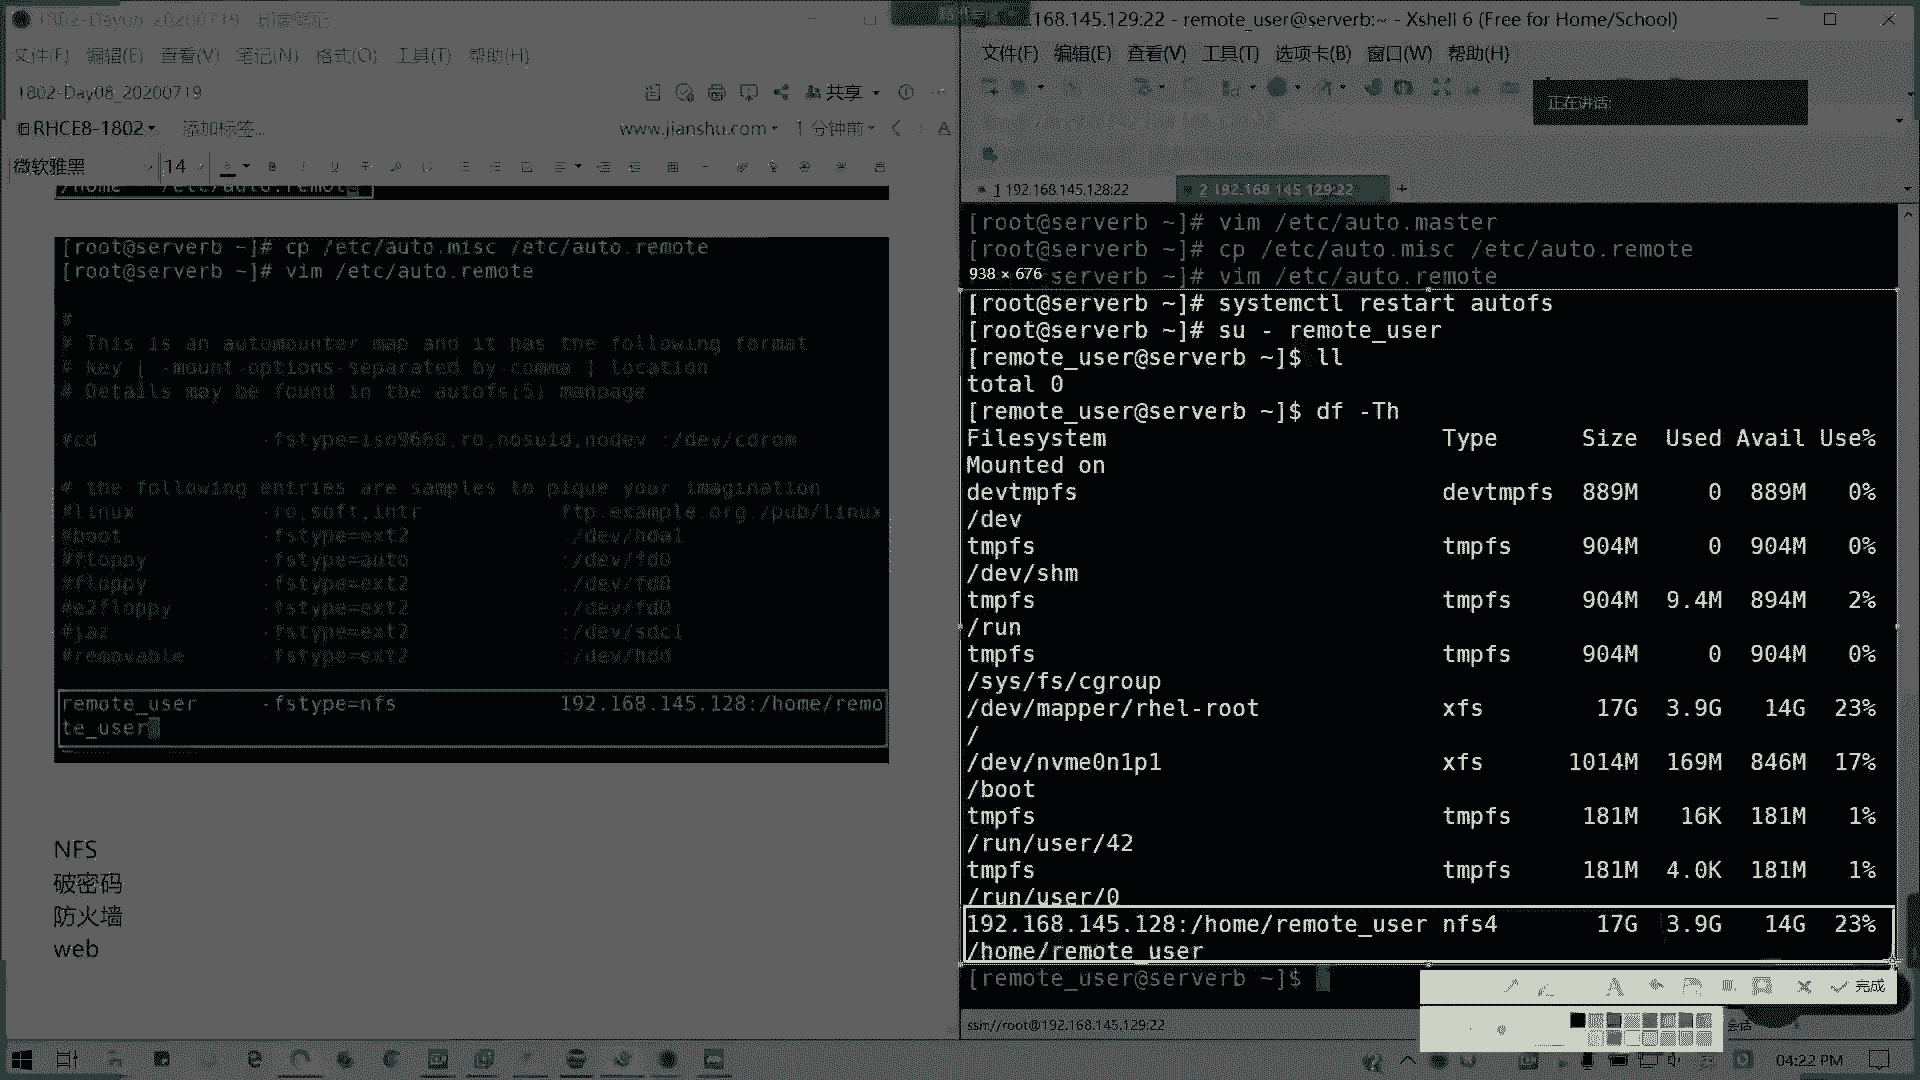 1802-Day08_20200719
文件(F) 编辑(E) 查看(V) 笔记(N) 格式(O) 工具(T) 帮助(H)
1802-Day08_20200719
共享
RHCE8-1802
添加标签...
www.jianshu.com
1 分钟前
微软雅黑
14
/home /etc/auto.remote
[root@serverb ~]# cp /etc/auto.misc /etc/auto.remote
[root@serverb ~]# vim /etc/auto.remote
#
# This is an automounter map and it has the following format
# key [ -mount-options-separated-by-comma ] location
# Details may be found in the autofs(5) manpage
#cd -fstype=iso9660,ro,nosuid,nodev :/dev/cdrom
# the following entries are samples to pique your imagination
#linux -ro,soft,intr ftp.example.org:/pub/linux
#boot -fstype=ext2 :/dev/hda1
#floppy -fstype=auto :/dev/fd0
#floppy -fstype=ext2 :/dev/fd0
#e2floppy -fstype=ext2 :/dev/fd0
#jaz -fstype=ext2 :/dev/sdc1
#removable -fstype=ext2 :/dev/hdd
remote_user -fstype=nfs 192.168.145.128:/home/remo
te_user
NFS
破密码
防火墙
web
168.145.129:22 - remote_user@serverb:~ - Xshell 6 (Free for Home/School)
文件(F) 编辑(E) 查看(V) 工具(T) 选项卡(B) 窗口(W) 帮助(H)
正在讲话:
1 192.168.145.128:22
2 192.168.145.129:22
[root@serverb ~]# vim /etc/auto.master
[root@serverb ~]# cp /etc/auto.misc /etc/auto.remote
938 × 676
serverb ~]# vim /etc/auto.remote
[root@serverb ~]# systemctl restart autofs
[root@serverb ~]# su - remote_user
[remote_user@serverb ~]$ ll
total 0
[remote_user@serverb ~]$ df -Th
Filesystem Type Size Used Avail Use%
Mounted on
devtmpfs devtmpfs 889M 0 889M 0%
/dev
tmpfs tmpfs 904M 0 904M 0%
/dev/shm
tmpfs tmpfs 904M 9.4M 894M 2%
/run
tmpfs tmpfs 904M 0 904M 0%
/sys/fs/cgroup
/dev/mapper/rhel-root xfs 17G 3.9G 14G 23%
/
/dev/nvme0n1p1 xfs 1014M 169M 846M 17%
/boot
tmpfs tmpfs 181M 16K 181M 1%
/run/user/42
tmpfs tmpfs 181M 4.0K 181M 1%
/run/user/0
192.168.145.128:/home/remote_user nfs4 17G 3.9G 14G 23%
/home/remote_user
[remote_user@serverb ~]$
完成
ssh://root@192.168.145.129:22
会话
04:22 PM